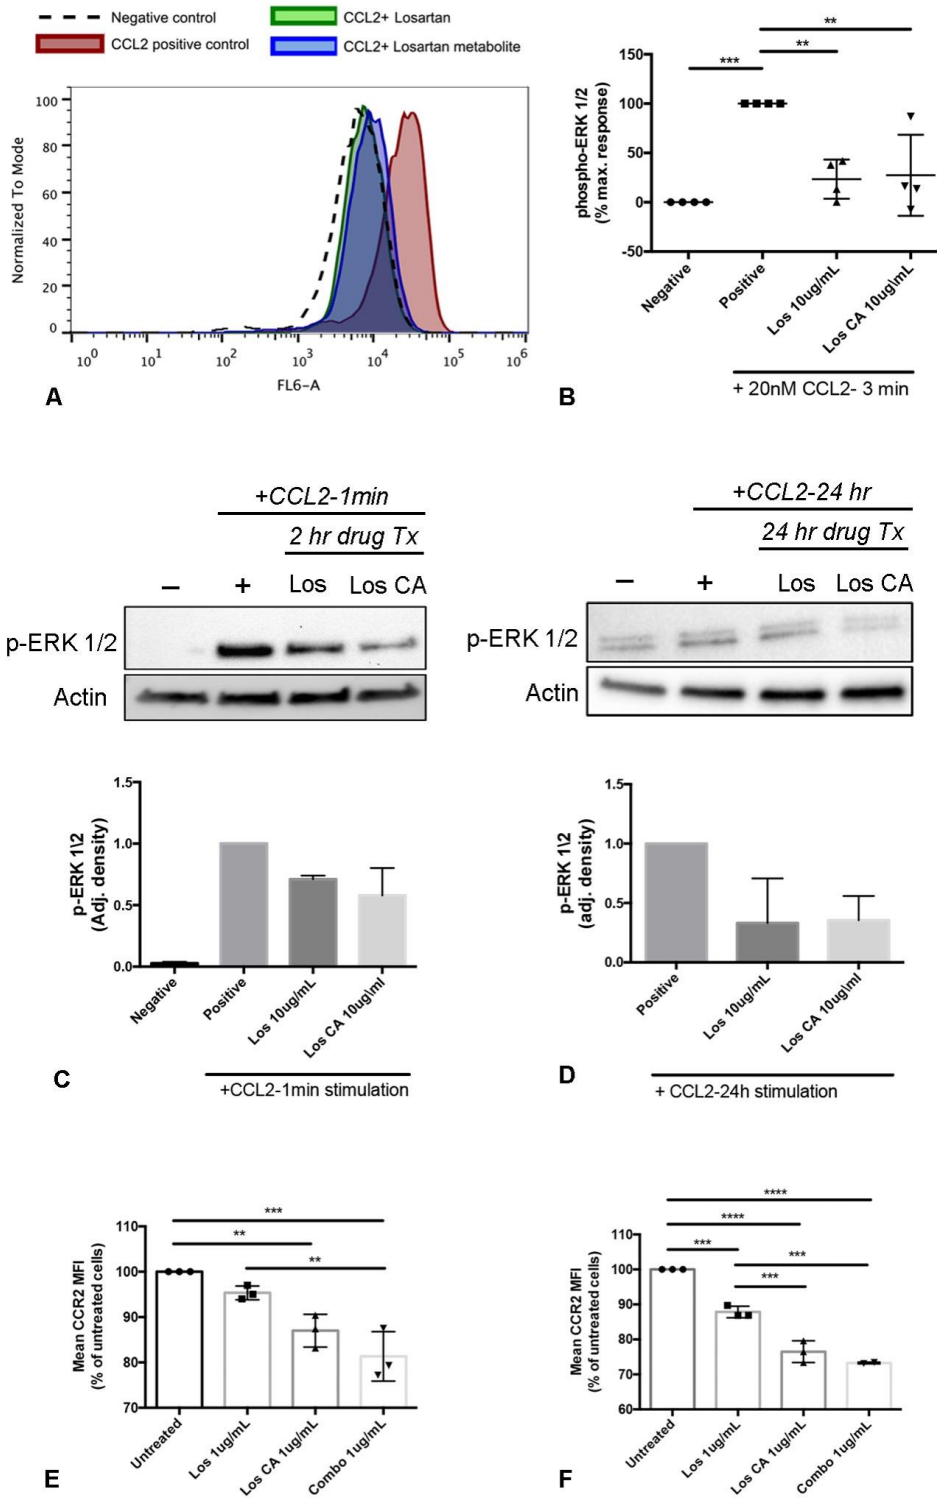 Negative control
CCL2+ Losartan
CCL2 positive control
CCL2+ Losartan metabolite
Normalized To Mode
100
80
60
40
20
0
10^0 10^1 10^2 10^3 10^4 10^5 10^6
FL6-A
A
**
**
***
phospho-ERK 1/2
(% max. response)
150
100
50
0
-50
Negative
Positive
Los 10ug/mL
Los CA 10ug\mL
+ 20nM CCL2- 3 min
B
+CCL2-1min
2 hr drug Tx
– + Los Los CA
p-ERK 1/2
Actin
+CCL2-24 hr
24 hr drug Tx
– + Los Los CA
p-ERK 1/2
Actin
p-ERK 1\2
(Adj. density)
1.5
1.0
0.5
0.0
Negative
Positive
Los 10ug/mL
Los CA 10ug\ml
+CCL2-1min stimulation
C
p-ERK 1\2
(adj. density)
1.5
1.0
0.5
0.0
Positive
Los 10ug/mL
Los CA 10ug\ml
+ CCL2-24h stimulation
D
***
**
**
Mean CCR2 MFI
(% of untreated cells)
110
100
90
80
70
Untreated
Los 1ug/mL
Los CA 1ug/mL
Combo 1ug/mL
E
****
****
***
***
***
Mean CCR2 MFI
(% of untreated cells)
110
100
90
80
70
60
Untreated
Los 1ug/mL
Los CA 1ug/mL
Combo 1ug/mL
F